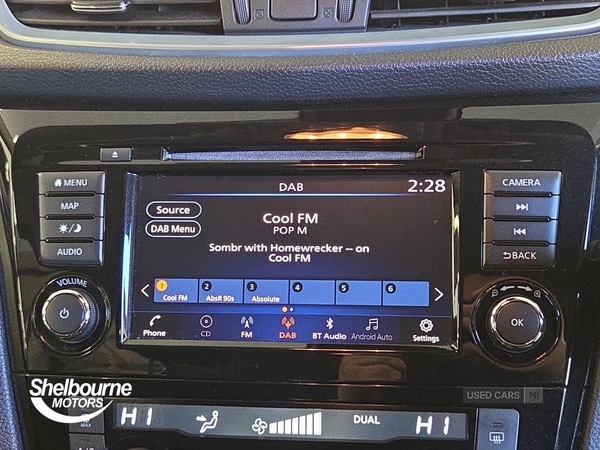 DAB
2:28
Source
Cool FM
POP M
DAB Menu
Sombr with Homewrecker -- on
Cool FM
1 2 3 4 5 6
Cool FM AbsR 90s Absolute
Phone CD FM DAB BT Audio Android Auto Settings
MENU
MAP
AUDIO
VOLUME
CAMERA
BACK
OK
Shelbourne
MOTORS
USED CARS NI
MAX
A/C
HI
DUAL
HI